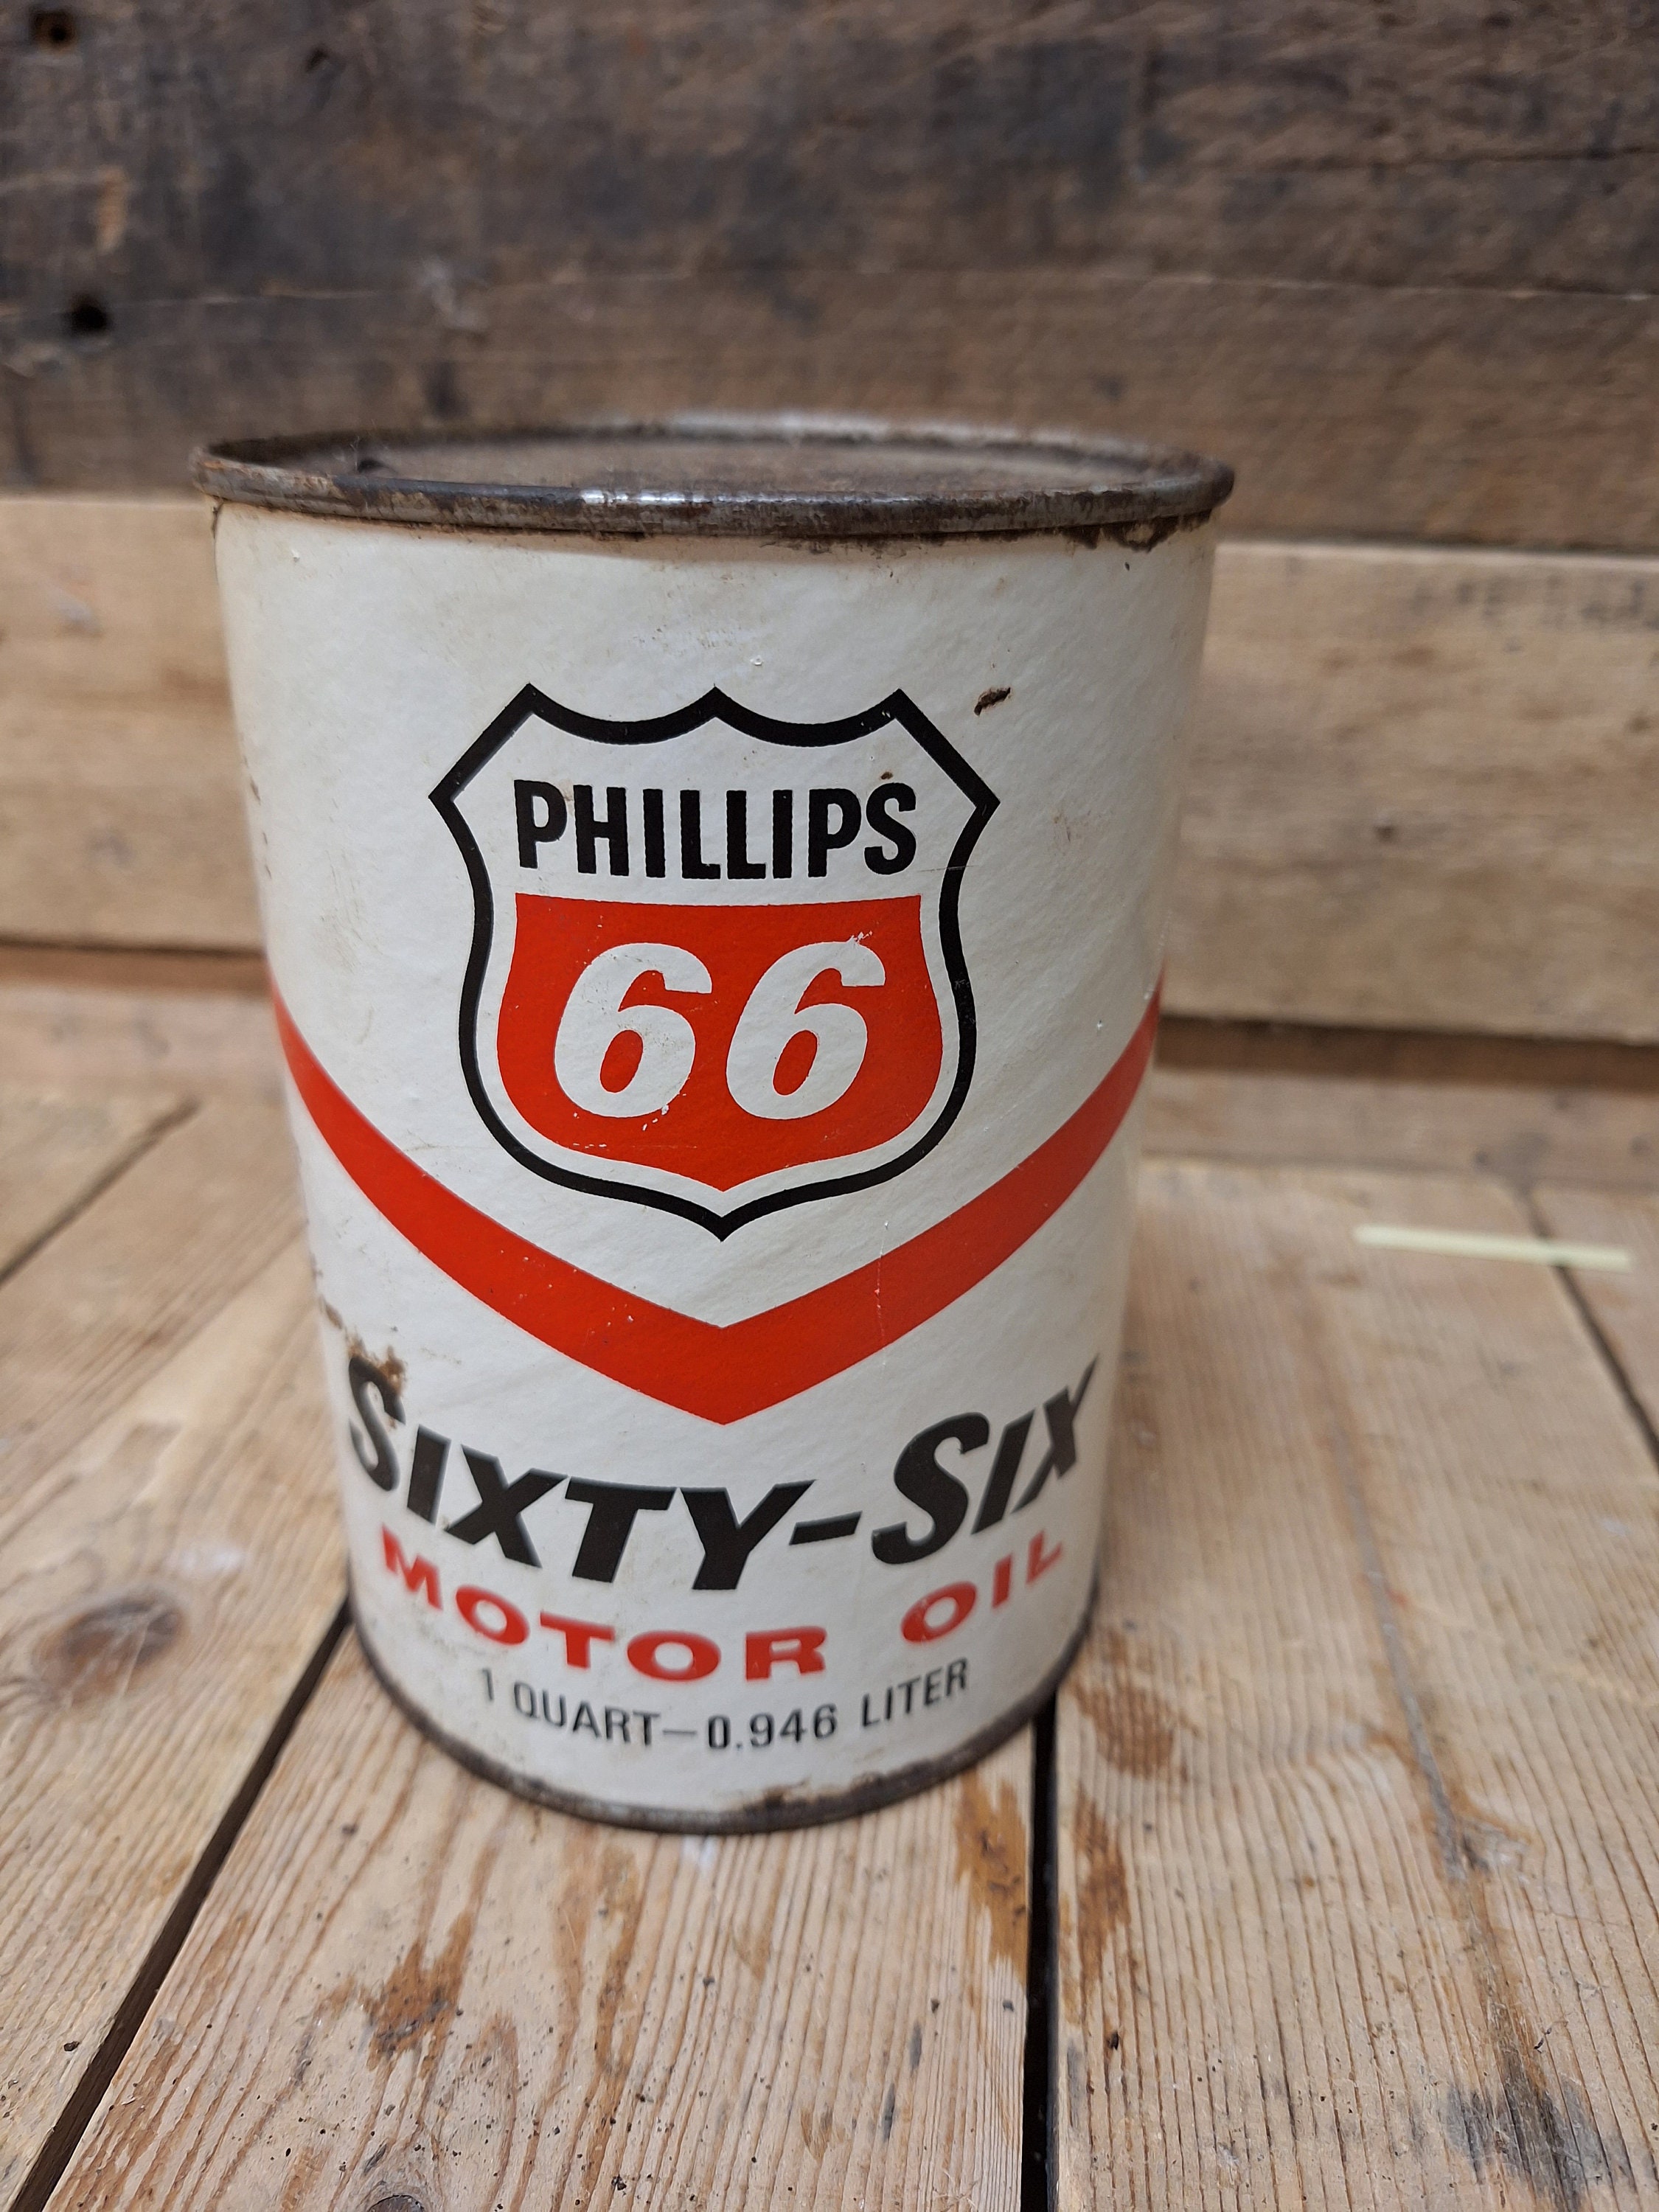 PHILLIPS
66
SIXTY-SIX
MOTOR OIL
1 QUART—0.946 LITER